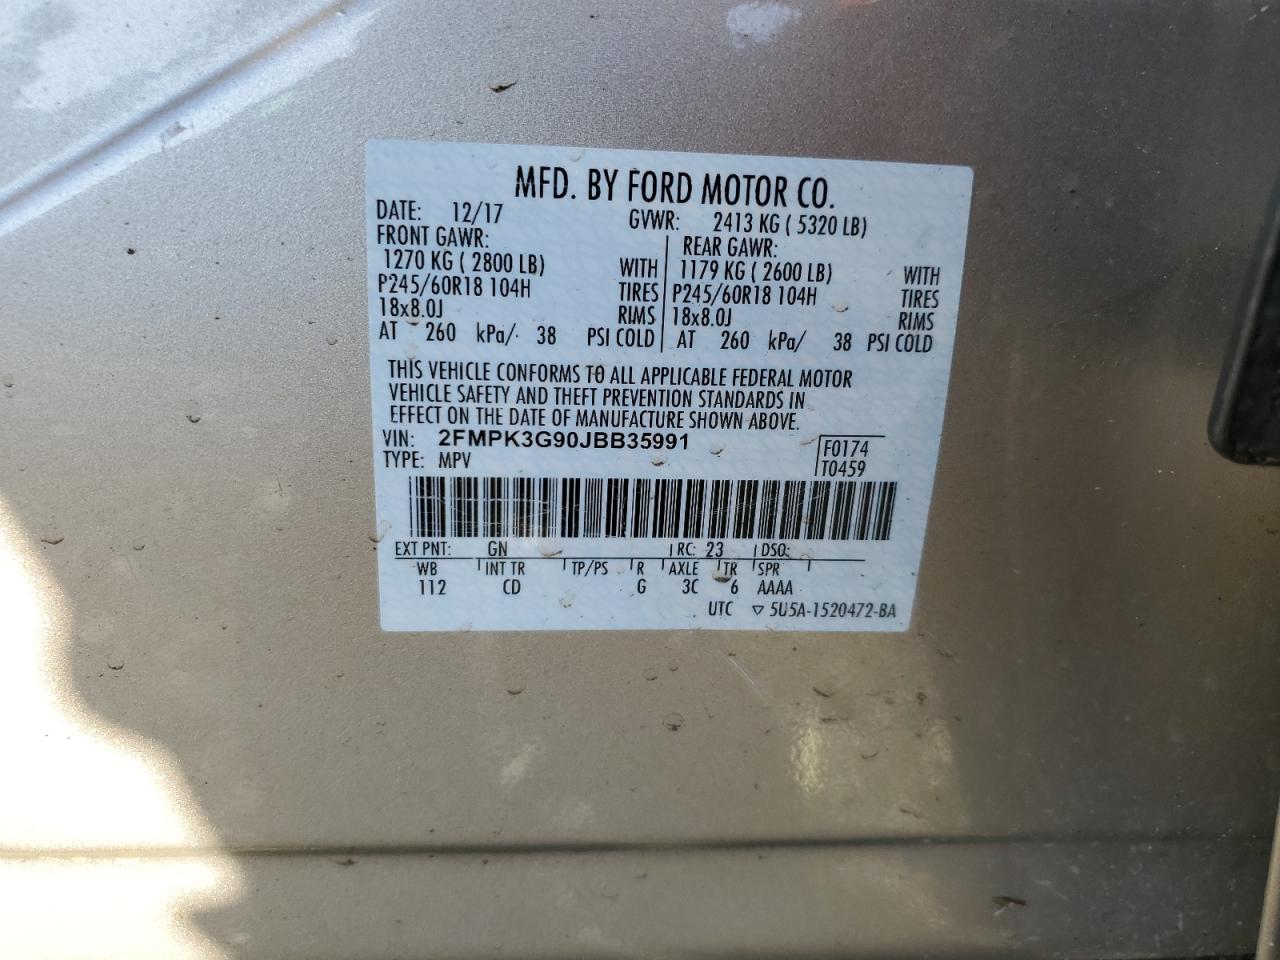 MFD. BY FORD MOTOR CO.
DATE: 12/17 GVWR: 2413 KG ( 5320 LB)
FRONT GAWR: REAR GAWR:
1270 KG ( 2800 LB) WITH 1179 KG ( 2600 LB) WITH
P245/60R18 104H TIRES P245/60R18 104H TIRES
18x8.0J RIMS 18x8.0J RIMS
AT 260 kPa/ 38 PSI COLD AT 260 kPa/ 38 PSI COLD
THIS VEHICLE CONFORMS TO ALL APPLICABLE FEDERAL MOTOR
VEHICLE SAFETY AND THEFT PREVENTION STANDARDS IN
EFFECT ON THE DATE OF MANUFACTURE SHOWN ABOVE.
VIN: 2FMPK3G90JBB35991 F0174
TYPE: MPV T0459
EXT PNT: GN RC: 23 DSO:
WB INT TR TP/PS R AXLE TR SPR
112 CD G 3C 6 AAAA
UTC ▽ 5U5A-1520472-BA